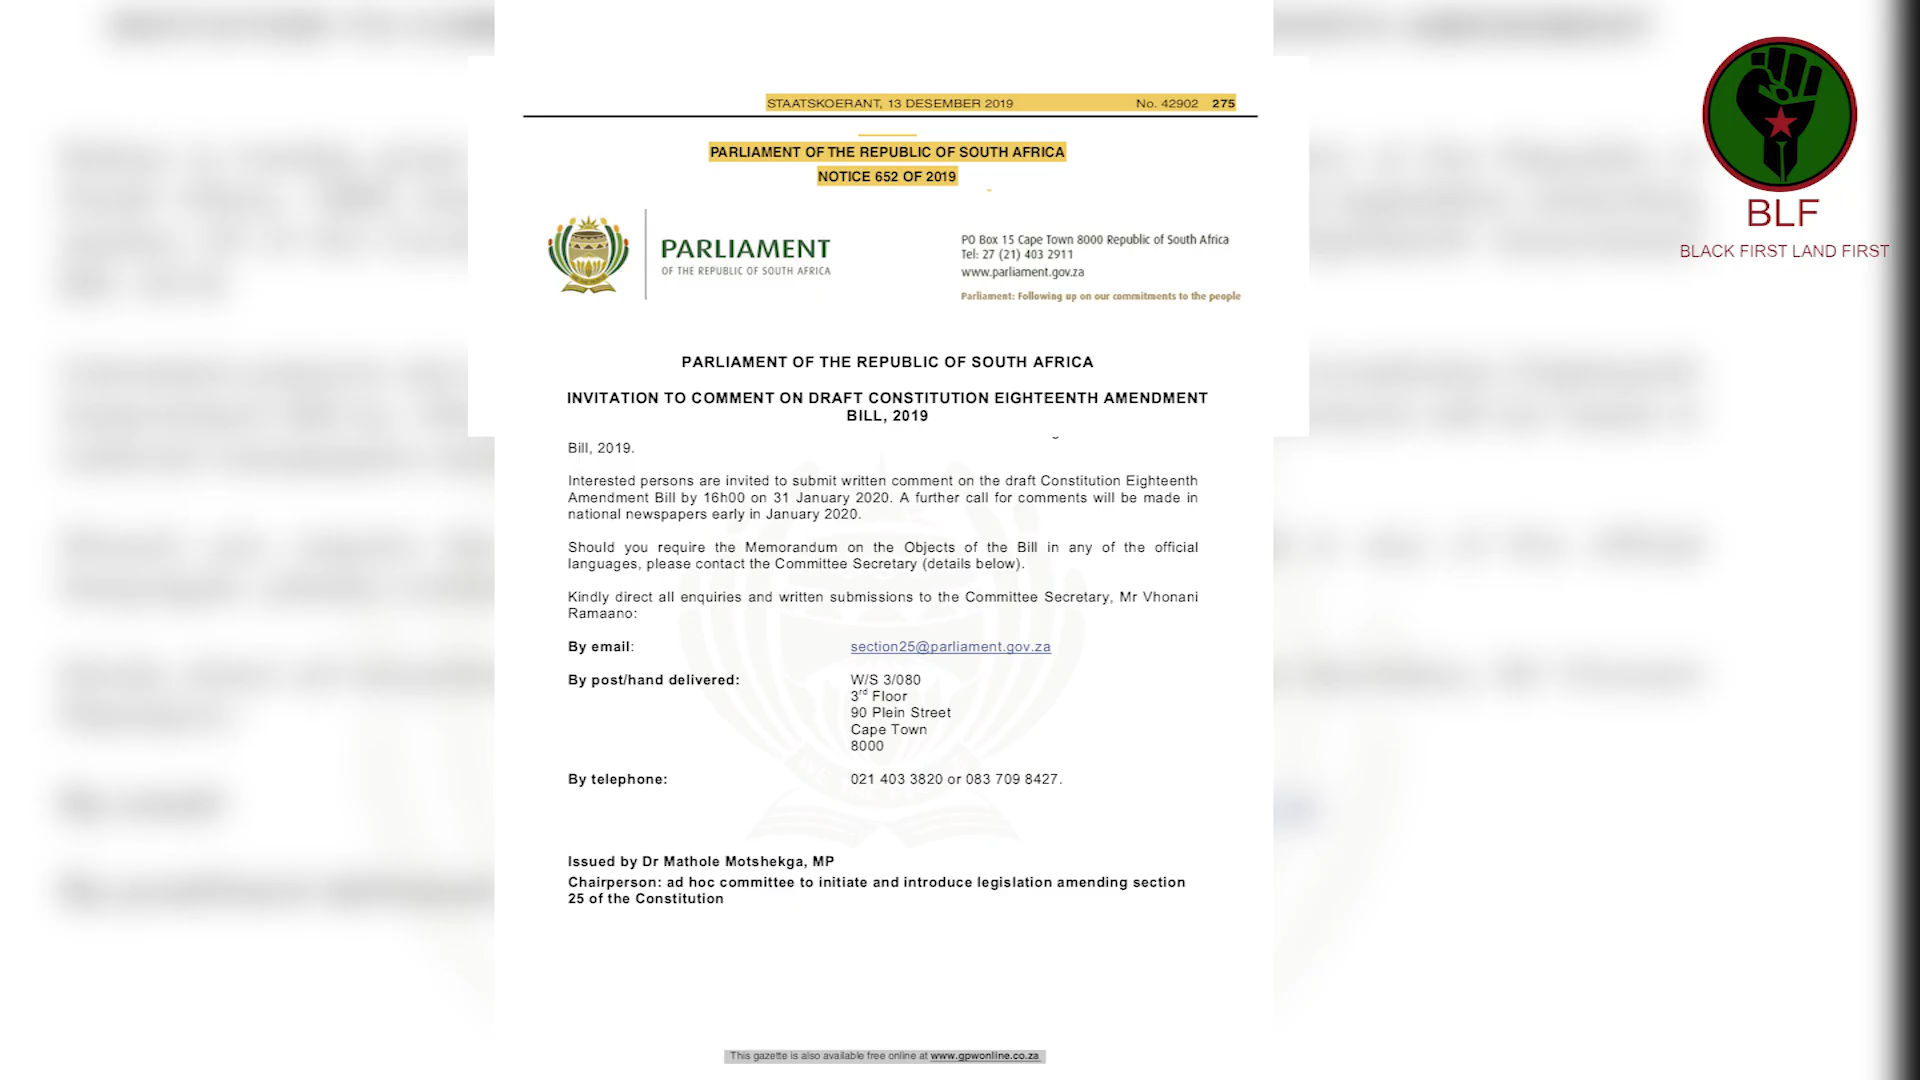 STAATSKOERANT, 13 DESEMBER 2019 No. 42902 275
PARLIAMENT OF THE REPUBLIC OF SOUTH AFRICA
NOTICE 652 OF 2019
PARLIAMENT
OF THE REPUBLIC OF SOUTH AFRICA
PO Box 15 Cape Town 8000 Republic of South Africa
Tel: 27 (21) 403 2911
www.parliament.gov.za
Parliament: Following up on our commitments to the people
BLF
BLACK FIRST LAND FIRST
PARLIAMENT OF THE REPUBLIC OF SOUTH AFRICA
INVITATION TO COMMENT ON DRAFT CONSTITUTION EIGHTEENTH AMENDMENT
BILL, 2019
Bill, 2019.
Interested persons are invited to submit written comment on the draft Constitution Eighteenth
Amendment Bill by 16h00 on 31 January 2020. A further call for comments will be made in
national newspapers early in January 2020.
Should you require the Memorandum on the Objects of the Bill in any of the official
languages, please contact the Committee Secretary (details below).
Kindly direct all enquiries and written submissions to the Committee Secretary, Mr Vhonani
Ramaano:
By email: section25@parliament.gov.za
By post/hand delivered: W/S 3/080
3rd Floor
90 Plein Street
Cape Town
8000
By telephone: 021 403 3820 or 083 709 8427.
Issued by Dr Mathole Motshekga, MP
Chairperson: ad hoc committee to initiate and introduce legislation amending section
25 of the Constitution
This gazette is also available free online at www.gpwonline.co.za